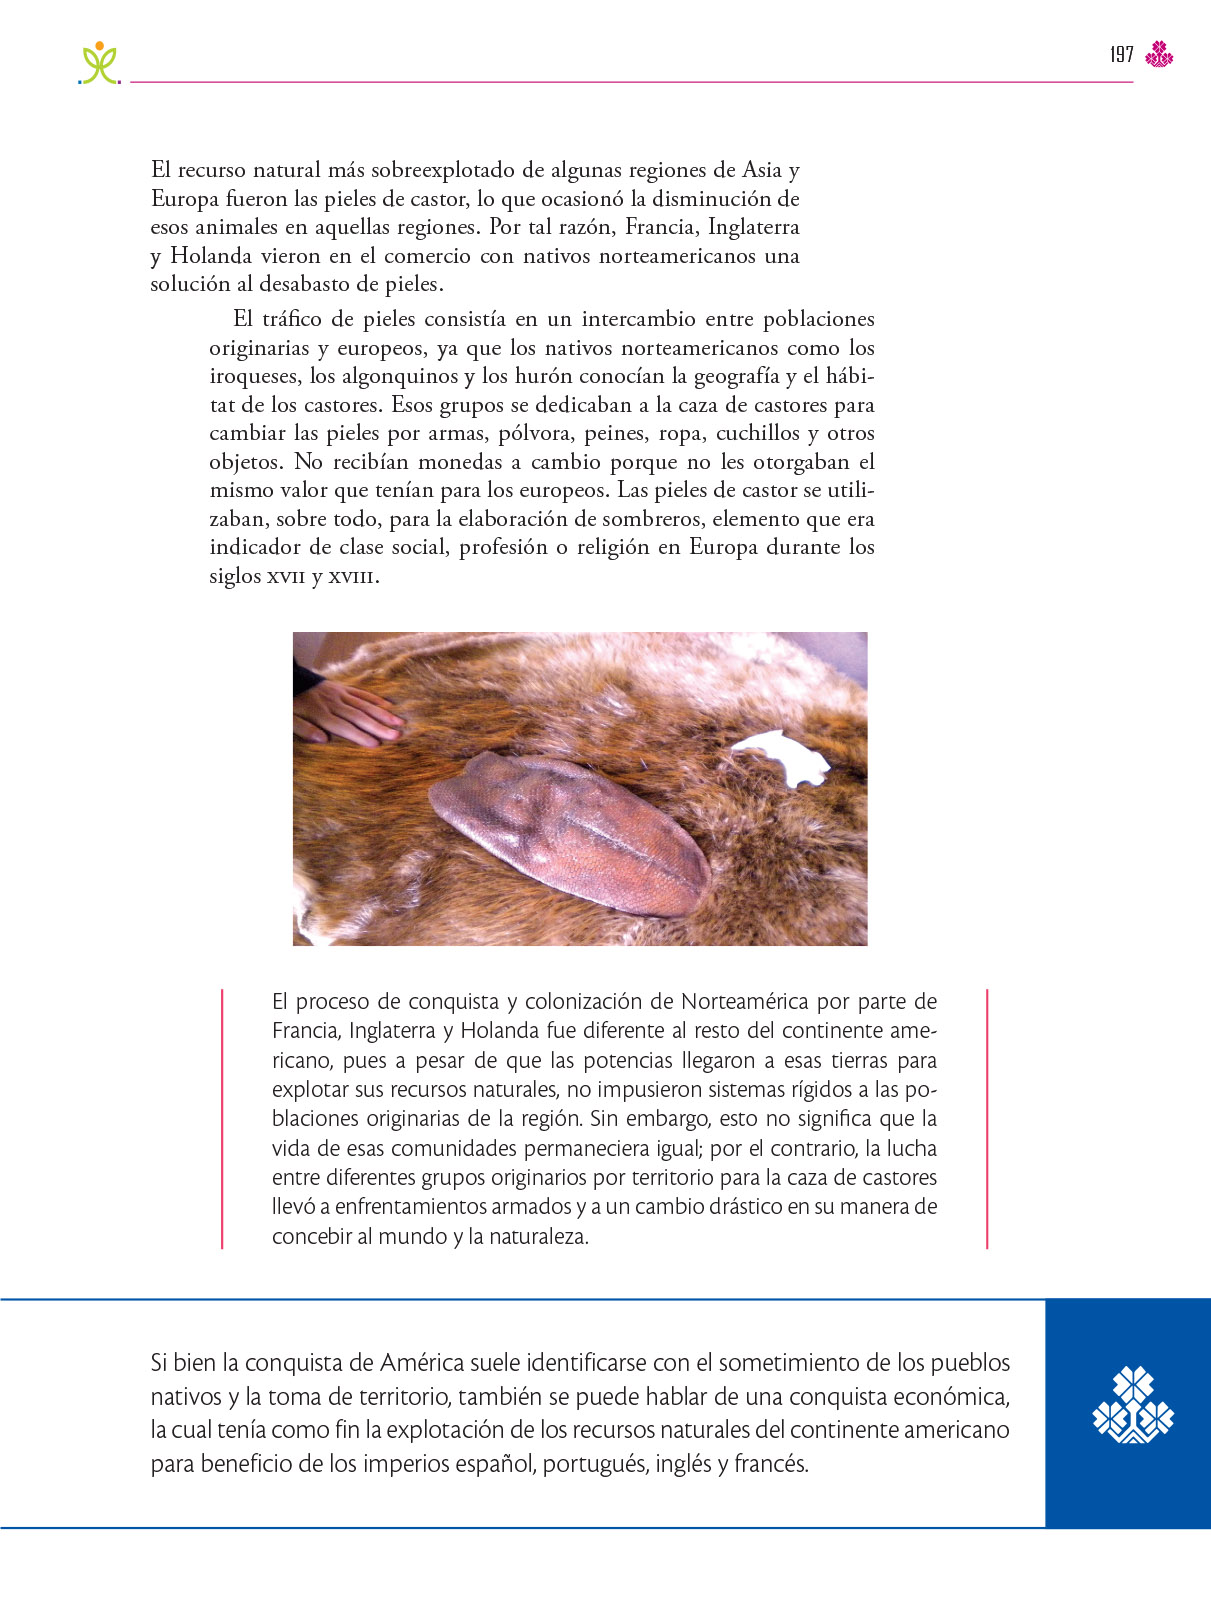 197
El recurso natural más sobreexplotado de algunas regiones de Asia y
Europa fueron las pieles de castor, lo que ocasionó la disminución de
esos animales en aquellas regiones. Por tal razón, Francia, Inglaterra
y Holanda vieron en el comercio con nativos norteamericanos una
solución al desabasto de pieles.
El tráfico de pieles consistía en un intercambio entre poblaciones
originarias y europeos, ya que los nativos norteamericanos como los
iroqueses, los algonquinos y los hurón conocían la geografía y el hábi-
tat de los castores. Esos grupos se dedicaban a la caza de castores para
cambiar las pieles por armas, pólvora, peines, ropa, cuchillos y otros
objetos. No recibían monedas a cambio porque no les otorgaban el
mismo valor que tenían para los europeos. Las pieles de castor se utili-
zaban, sobre todo, para la elaboración de sombreros, elemento que era
indicador de clase social, profesión o religión en Europa durante los
siglos XVII y XVIII.
El proceso de conquista y colonización de Norteamérica por parte de
Francia, Inglaterra y Holanda fue diferente al resto del continente ame-
ricano, pues a pesar de que las potencias llegaron a esas tierras para
explotar sus recursos naturales, no impusieron sistemas rígidos a las po-
blaciones originarias de la región. Sin embargo, esto no significa que la
vida de esas comunidades permaneciera igual; por el contrario, la lucha
entre diferentes grupos originarios por territorio para la caza de castores
llevó a enfrentamientos armados y a un cambio drástico en su manera de
concebir al mundo y la naturaleza.
Si bien la conquista de América suele identificarse con el sometimiento de los pueblos
nativos y la toma de territorio, también se puede hablar de una conquista económica,
la cual tenía como fin la explotación de los recursos naturales del continente americano
para beneficio de los imperios español, portugués, inglés y francés.